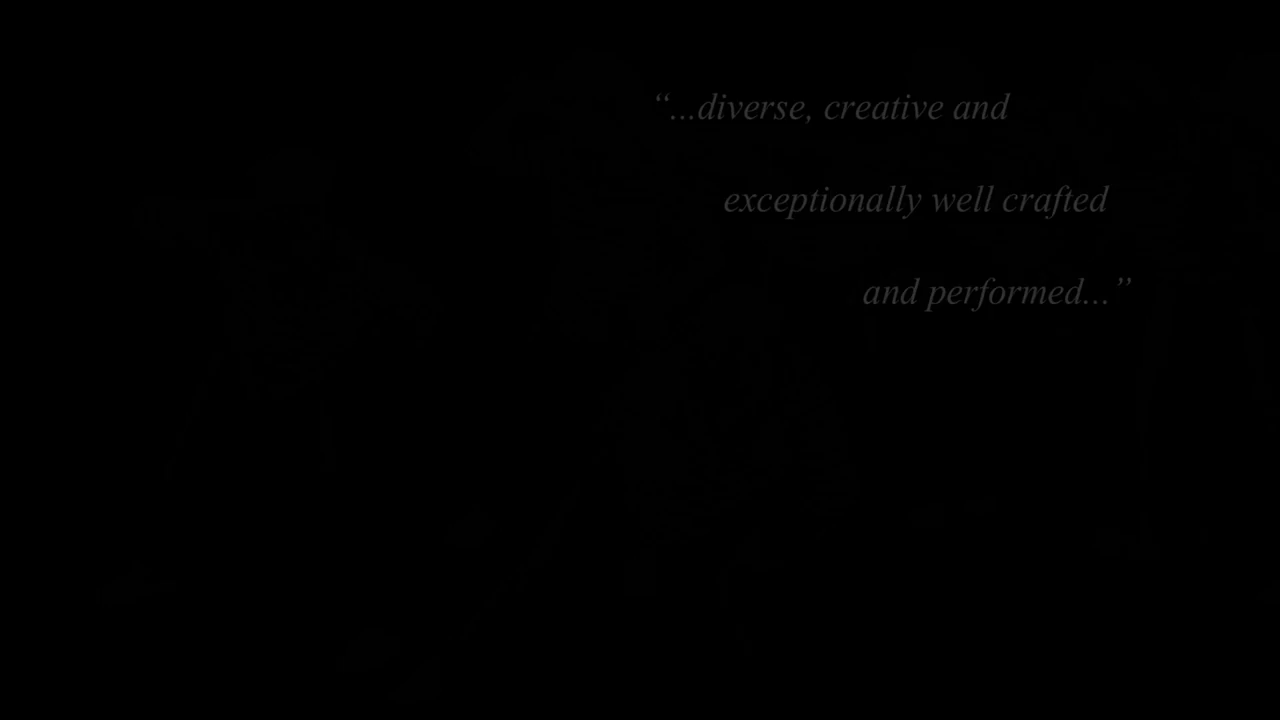 “...diverse, creative and
exceptionally well crafted
and performed...”